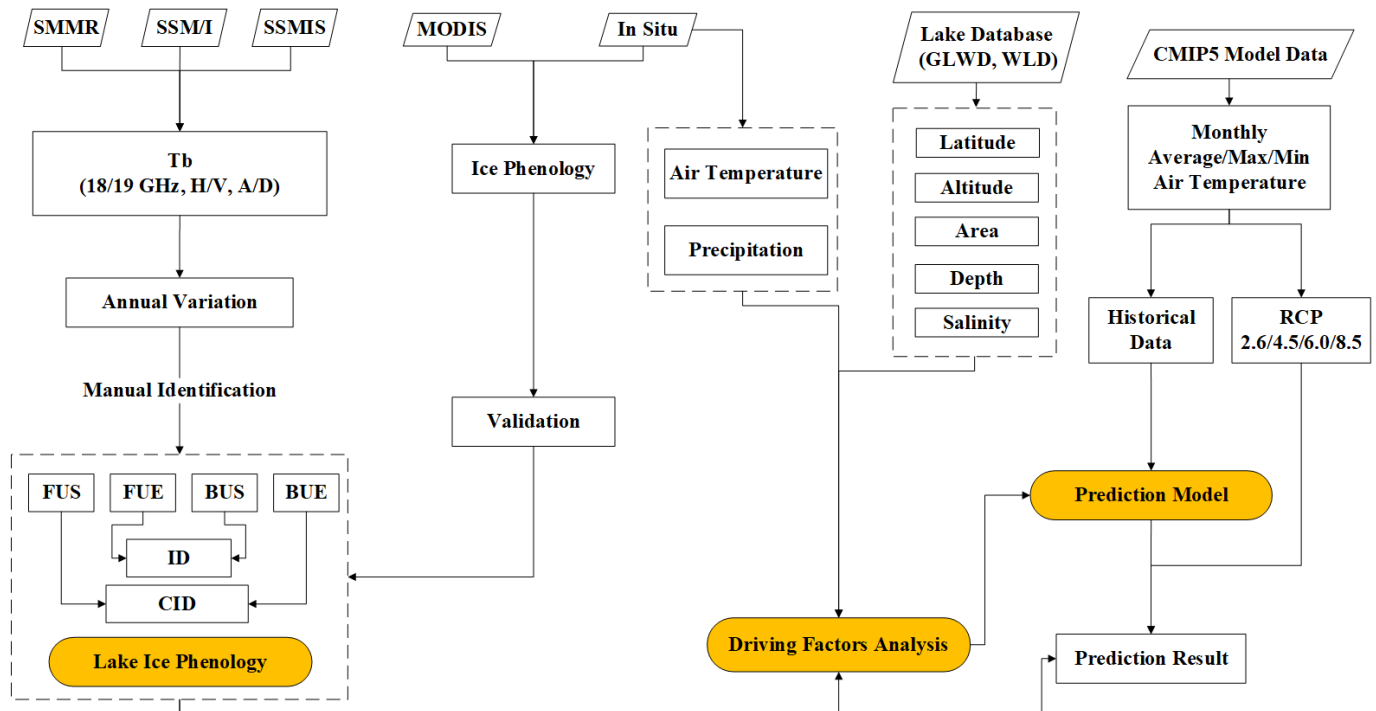 SMMR
SSM/I
SSMIS
MODIS
In Situ
Lake Database
(GLWD, WLD)
CMIP5 Model Data
Tb
(18/19 GHz, H/V, A/D)
Ice Phenology
Air Temperature
Precipitation
Latitude
Altitude
Area
Depth
Salinity
Monthly
Average/Max/Min
Air Temperature
Annual Variation
Historical
Data
RCP
2.6/4.5/6.0/8.5
Manual Identification
Validation
FUS
FUE
BUS
BUE
ID
CID
Lake Ice Phenology
Prediction Model
Driving Factors Analysis
Prediction Result